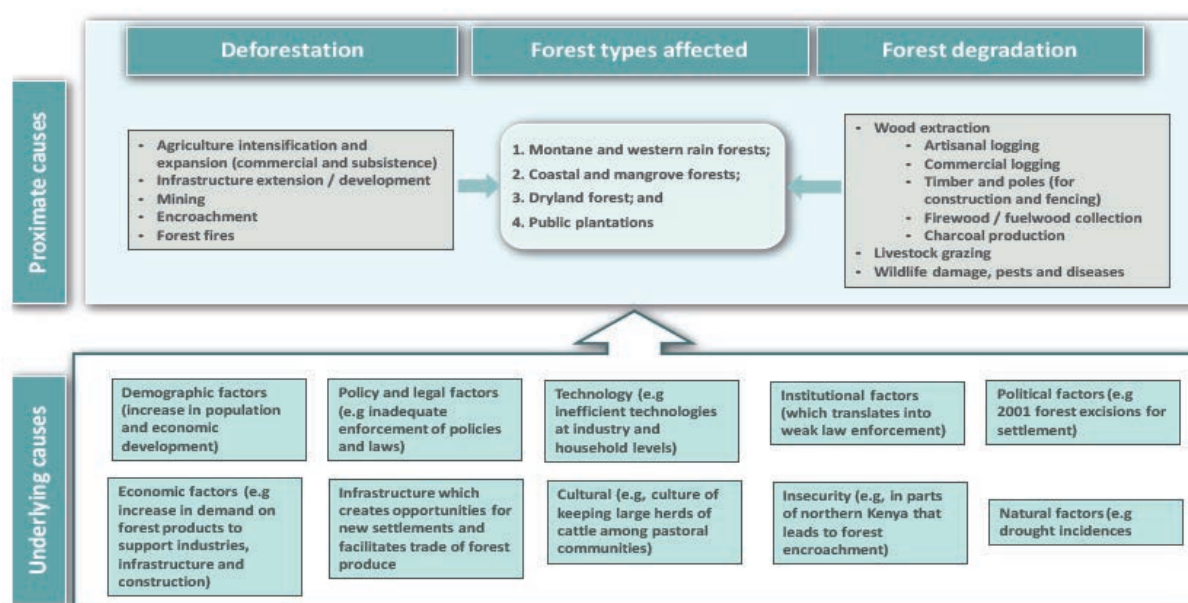 Deforestation
Forest types affected
Forest degradation
Proximate causes
• Agriculture intensification and
expansion (commercial and subsistence)
• Infrastructure extension / development
• Mining
• Encroachment
• Forest fires
1. Montane and western rain forests;
2. Coastal and mangrove forests;
3. Dryland forest; and
4. Public plantations
• Wood extraction
• Artisanal logging
• Commercial logging
• Timber and poles (for
construction and fencing)
• Firewood / fuelwood collection
• Charcoal production
• Livestock grazing
• Wildlife damage, pests and diseases
Underlying causes
Demographic factors
(increase in population
and economic
development)
Policy and legal factors
(e.g inadequate
enforcement of policies
and laws)
Technology (e.g
inefficient technologies
at industry and
household levels)
Institutional factors
(which translates into
weak law enforcement)
Political factors (e.g
2001 forest excisions for
settlement)
Economic factors (e.g
increase in demand on
forest products to
support industries,
infrastructure and
construction)
Infrastructure which
creates opportunities for
new settlements and
facilitates trade of forest
produce
Cultural (e.g, culture of
keeping large herds of
cattle among pastoral
communities)
Insecurity (e.g, in parts
of northern Kenya that
leads to forest
encroachment)
Natural factors (e.g
drought incidences